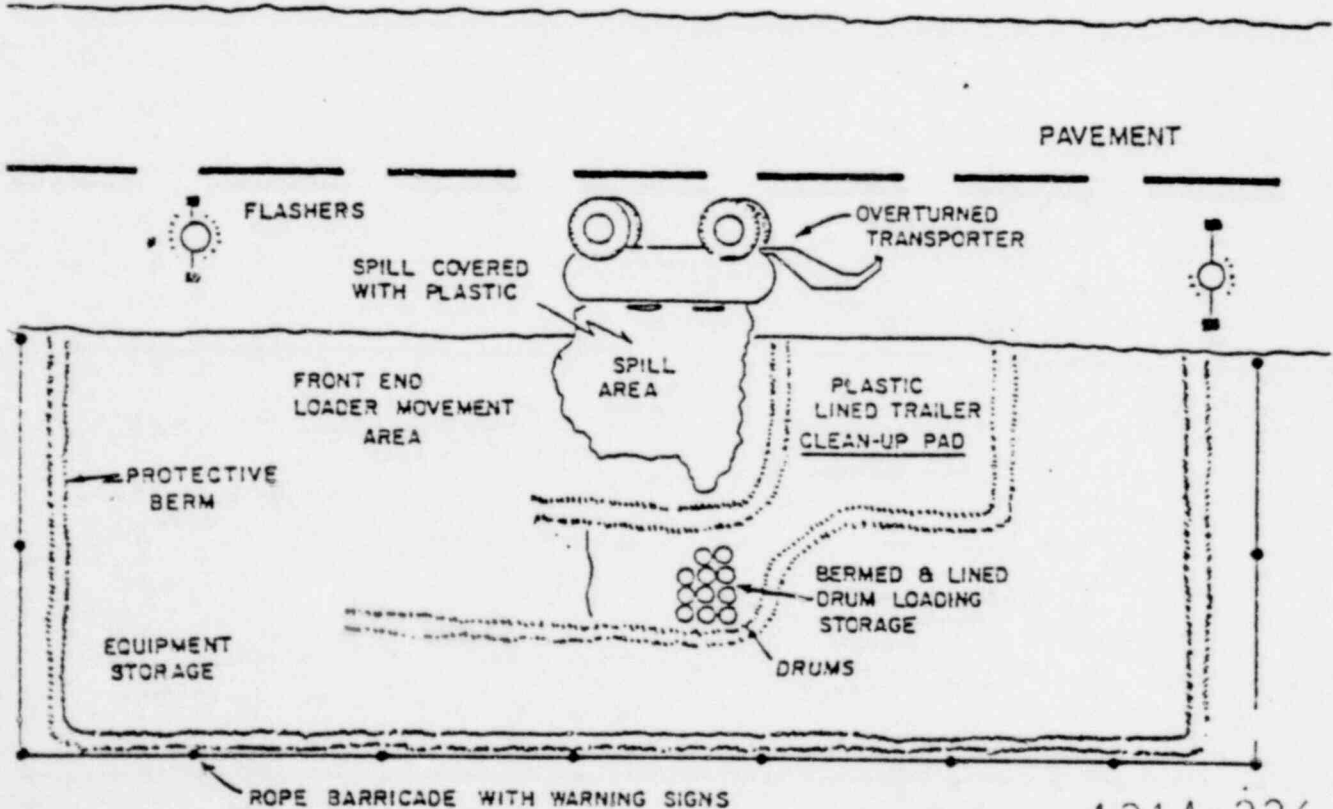 PAVEMENT
FLASHERS
OVERTURNED
TRANSPORTER
SPILL COVERED
WITH PLASTIC
SPILL
AREA
FRONT END
LOADER MOVEMENT
AREA
PLASTIC
LINED TRAILER
CLEAN-UP PAD
PROTECTIVE
BERM
BERMED & LINED
DRUM LOADING
STORAGE
EQUIPMENT
STORAGE
DRUMS
ROPE BARRICADE WITH WARNING SIGNS